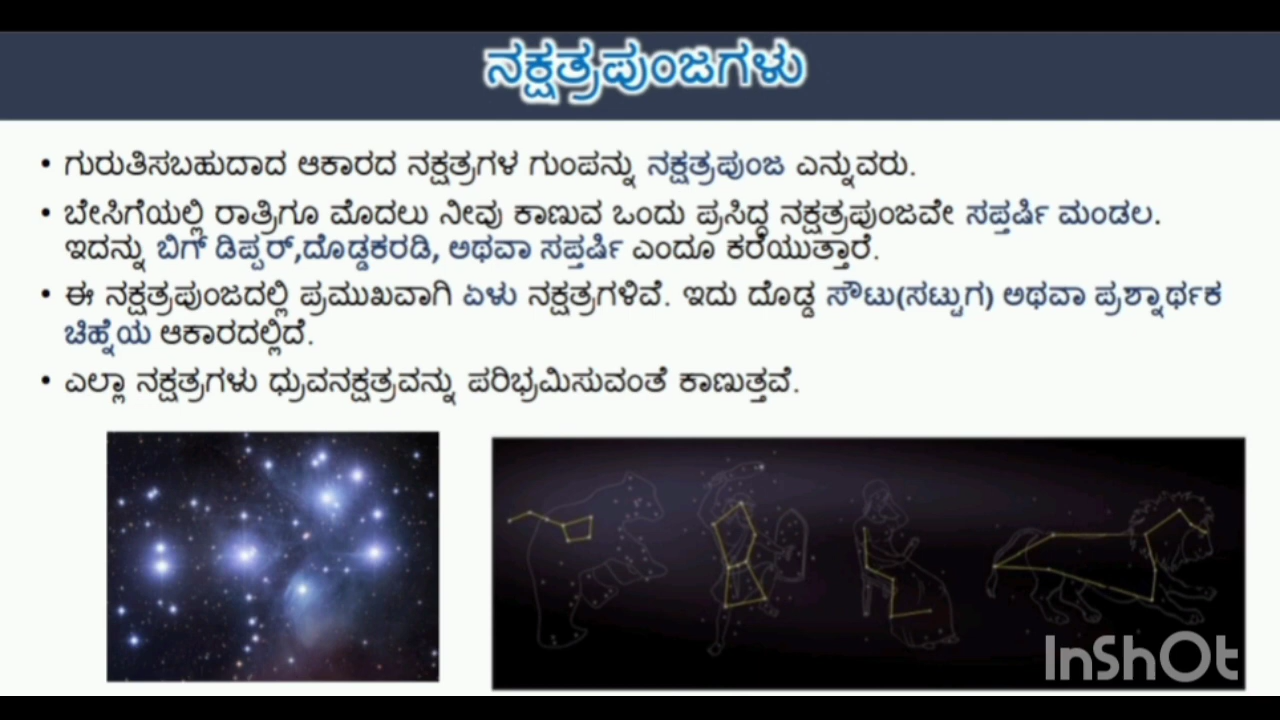 ನಕ್ಷತ್ರಪುಂಜಗಳು
• ಗುರುತಿಸಬಹುದಾದ ಆಕಾರದ ನಕ್ಷತ್ರಗಳ ಗುಂಪನ್ನು ನಕ್ಷತ್ರಪುಂಜ ಎನ್ನುವರು.
• ಬೇಸಿಗೆಯಲ್ಲಿ ರಾತ್ರಿಗೂ ಮೊದಲು ನೀವು ಕಾಣುವ ಒಂದು ಪ್ರಸಿದ್ಧ ನಕ್ಷತ್ರಪುಂಜವೇ ಸಪ್ತರ್ಷಿ ಮಂಡಲ.
ಇದನ್ನು ಬಿಗ್ ಡಿಪ್ಪರ್,ದೊಡ್ಡಕರಡಿ, ಅಥವಾ ಸಪ್ತರ್ಷಿ ಎಂದೂ ಕರೆಯುತ್ತಾರೆ.
• ಈ ನಕ್ಷತ್ರಪುಂಜದಲ್ಲಿ ಪ್ರಮುಖವಾಗಿ ಏಳು ನಕ್ಷತ್ರಗಳಿವೆ. ಇದು ದೊಡ್ಡ ಸೌಟು(ಸಟ್ಟುಗ) ಅಥವಾ ಪ್ರಶ್ನಾರ್ಥಕ
ಚಿಹ್ನೆಯ ಆಕಾರದಲ್ಲಿದೆ.
• ಎಲ್ಲಾ ನಕ್ಷತ್ರಗಳು ಧ್ರುವನಕ್ಷತ್ರವನ್ನು ಪರಿಭ್ರಮಿಸುವಂತೆ ಕಾಣುತ್ತವೆ.
InShOt